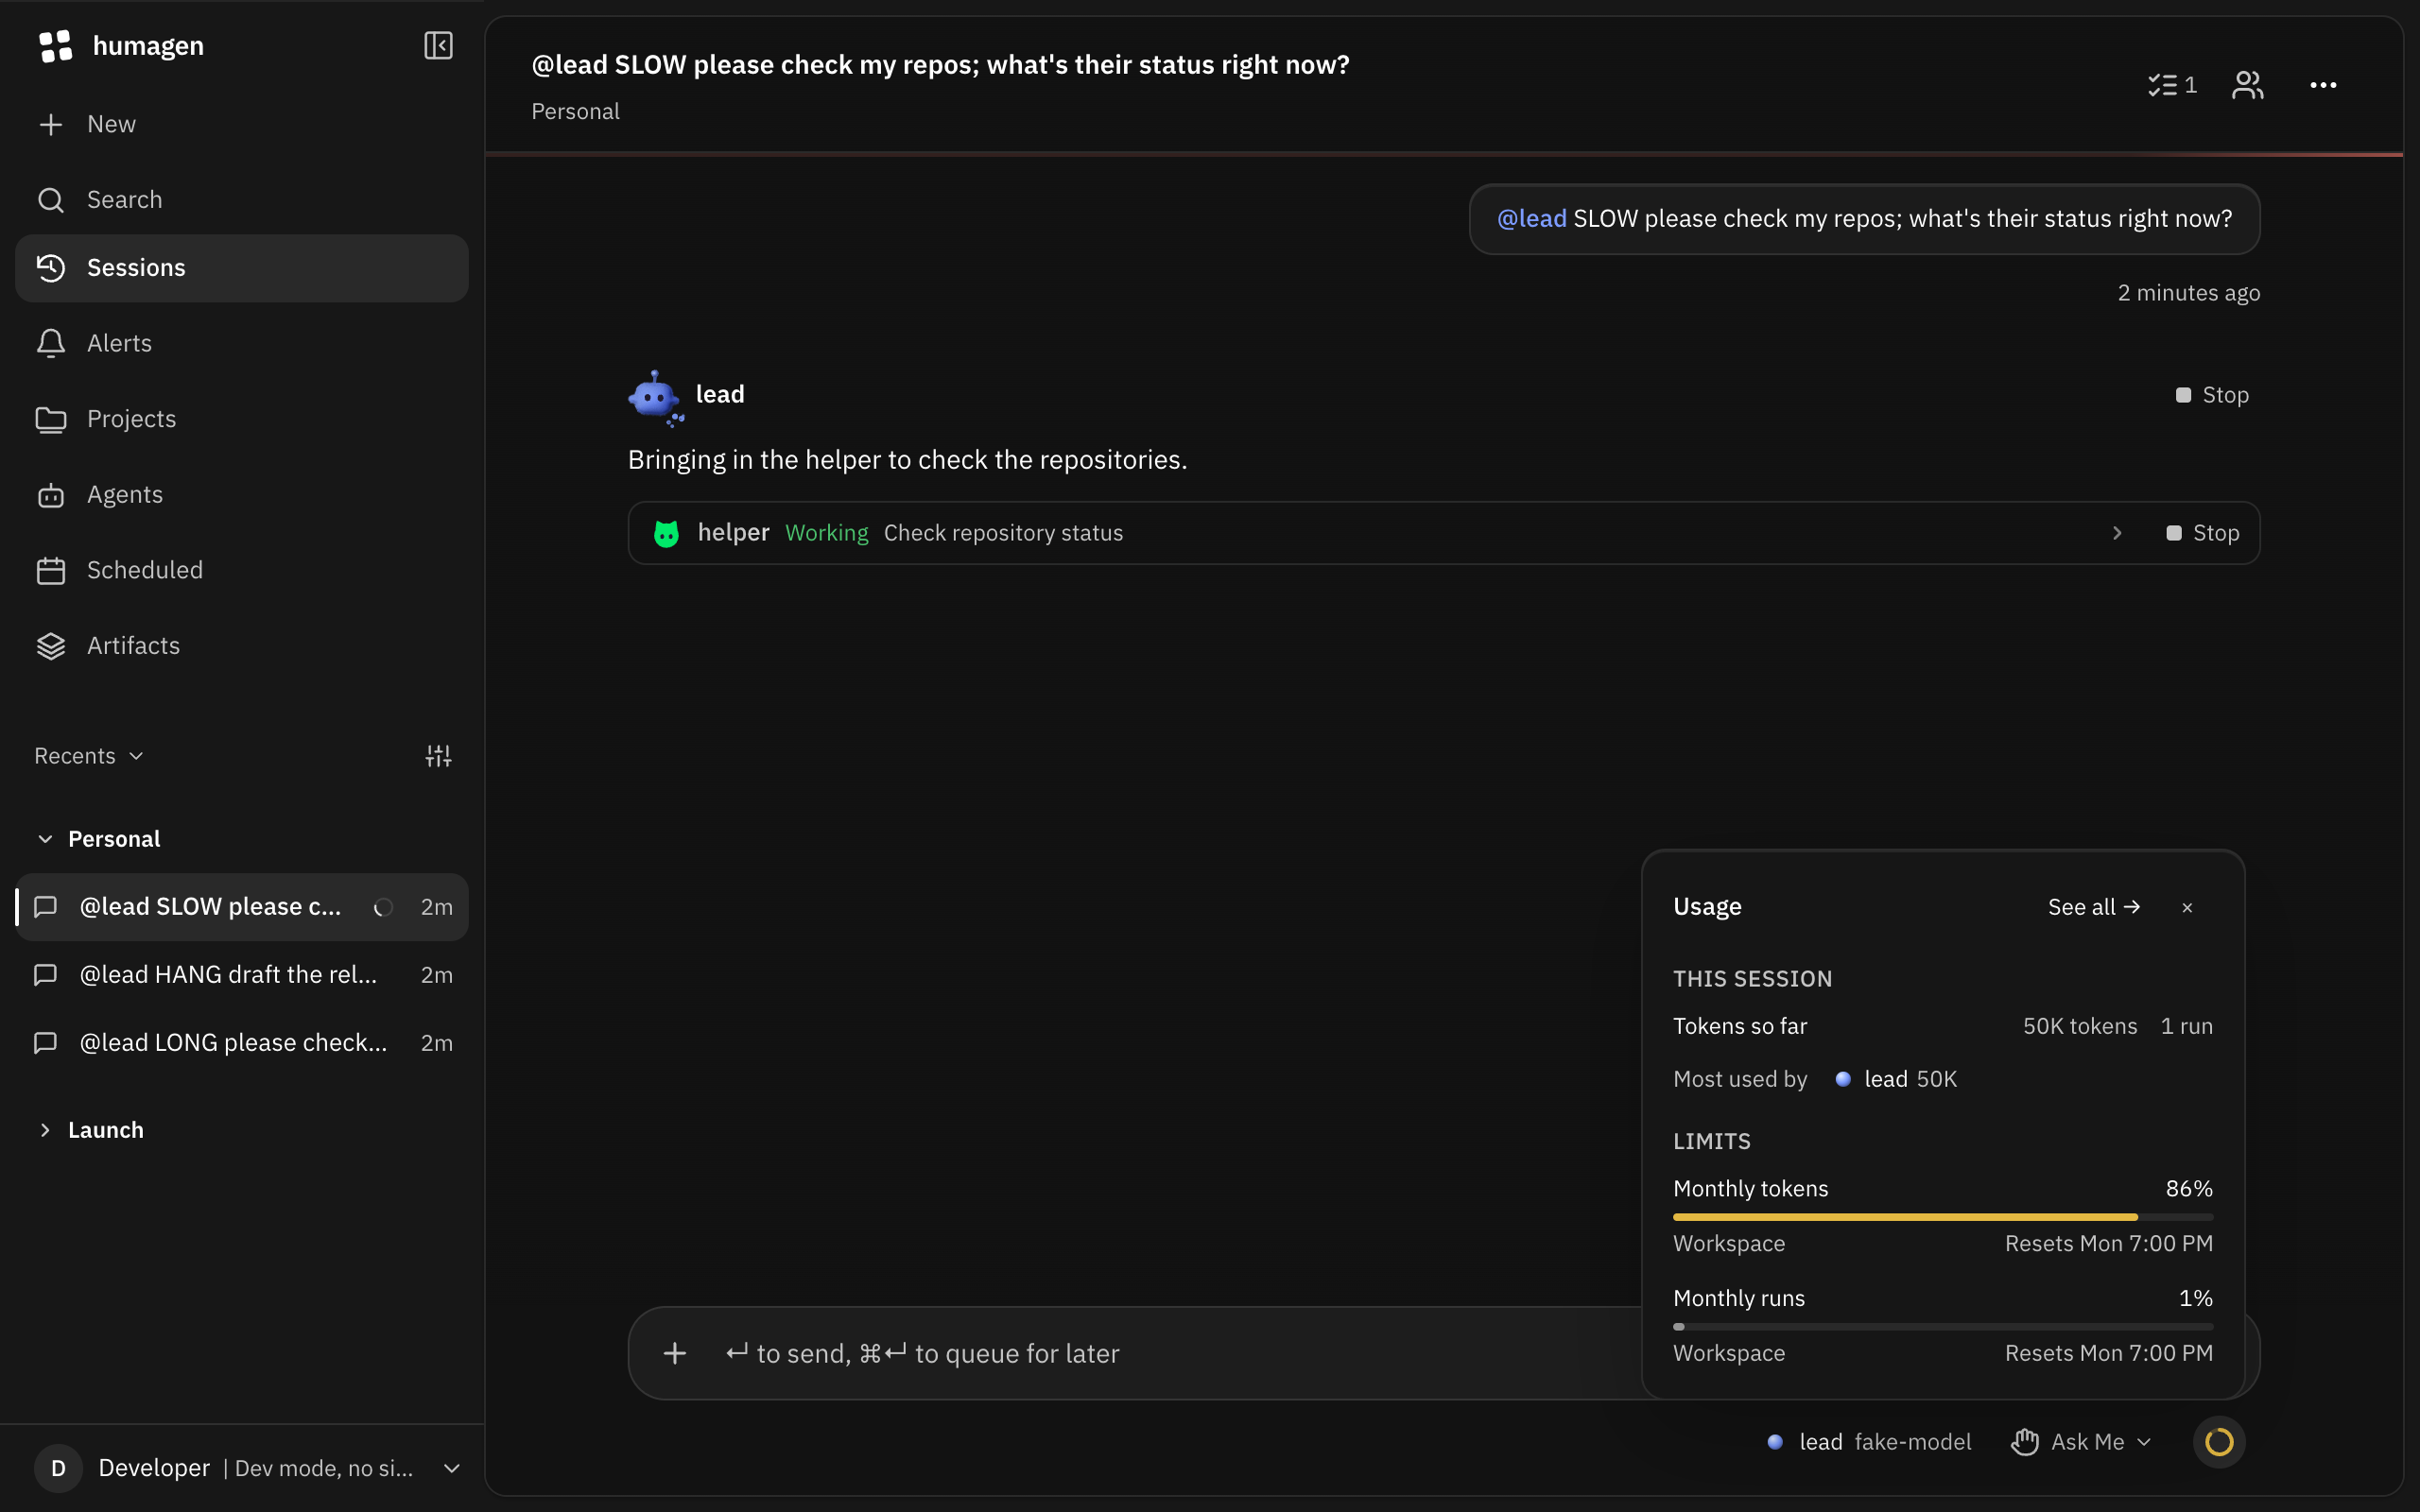 humagen
New
Search
Sessions
Alerts
Projects
Agents
Scheduled
Artifacts
Recents
Personal
@lead SLOW please c... 2m
@lead HANG draft the rel... 2m
@lead LONG please check... 2m
Launch
D Developer | Dev mode, no si...
@lead SLOW please check my repos; what's their status right now?
Personal
1
@lead SLOW please check my repos; what's their status right now?
2 minutes ago
lead Stop
Bringing in the helper to check the repositories.
helper Working Check repository status Stop
Usage See all → ×
THIS SESSION
Tokens so far 50K tokens 1 run
Most used by lead 50K
LIMITS
Monthly tokens 86%
Workspace Resets Mon 7:00 PM
Monthly runs 1%
Workspace Resets Mon 7:00 PM
↵ to send, ⌘↵ to queue for later
lead fake-model Ask Me